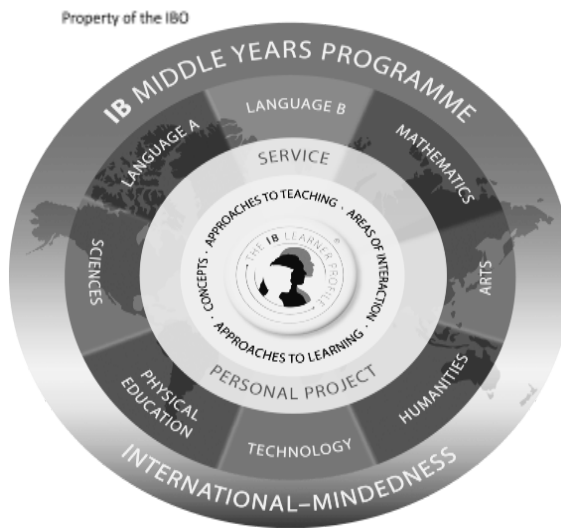 Property of the IBO
IB MIDDLE YEARS PROGRAMME
LANGUAGE A
LANGUAGE B
MATHEMATICS
SCIENCES
ARTS
PHYSICAL
EDUCATION
TECHNOLOGY
HUMANITIES
INTERNATIONAL–MINDEDNESS
SERVICE
PERSONAL PROJECT
· APPROACHES TO TEACHING · AREAS OF INTERACTION
· APPROACHES TO LEARNING · CONCEPTS
THE IB LEARNER PROFILE
®